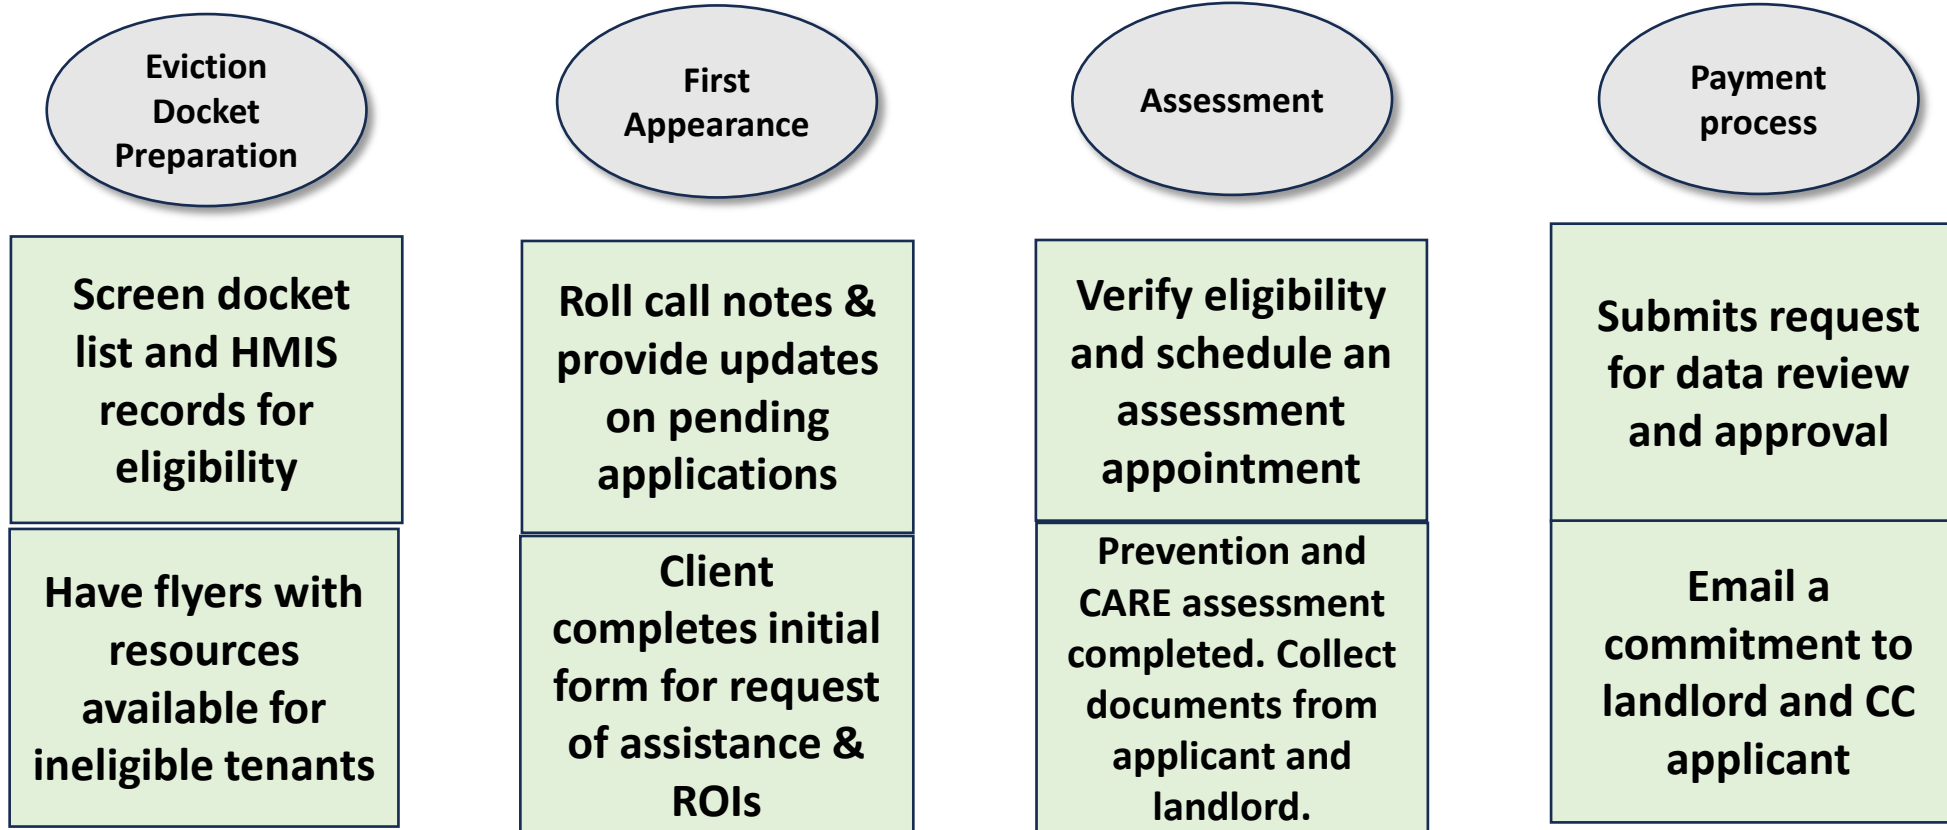 Eviction
Docket
Preparation
First
Appearance
Assessment
Payment
process
Screen docket
list and HMIS
records for
eligibility
Roll call notes &
provide updates
on pending
applications
Verify eligibility
and schedule an
assessment
appointment
Submits request
for data review
and approval
Have flyers with
resources
available for
ineligible tenants
Client
completes initial
form for request
of assistance &
ROIs
Prevention and
CARE assessment
completed. Collect
documents from
applicant and
landlord.
Email a
commitment to
landlord and CC
applicant